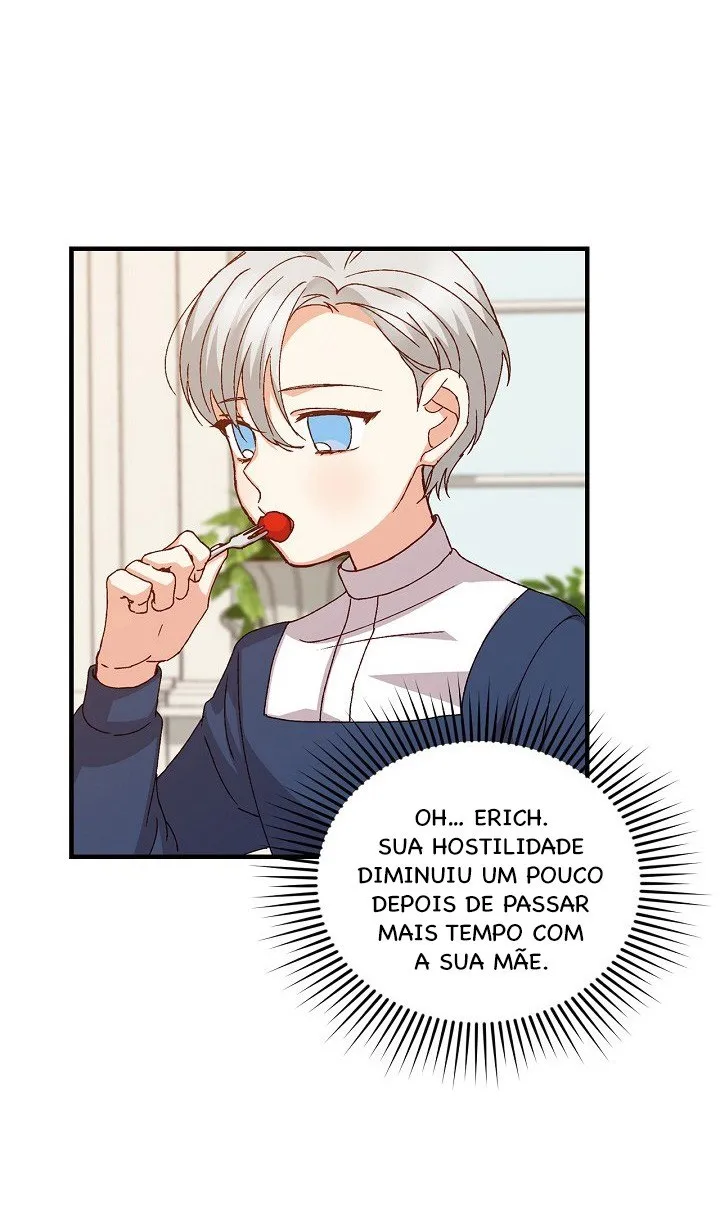 OH... ERICH.
SUA HOSTILIDADE
DIMINUIU UM POUCO
DEPOIS DE PASSAR
MAIS TEMPO COM
A SUA MÃE.